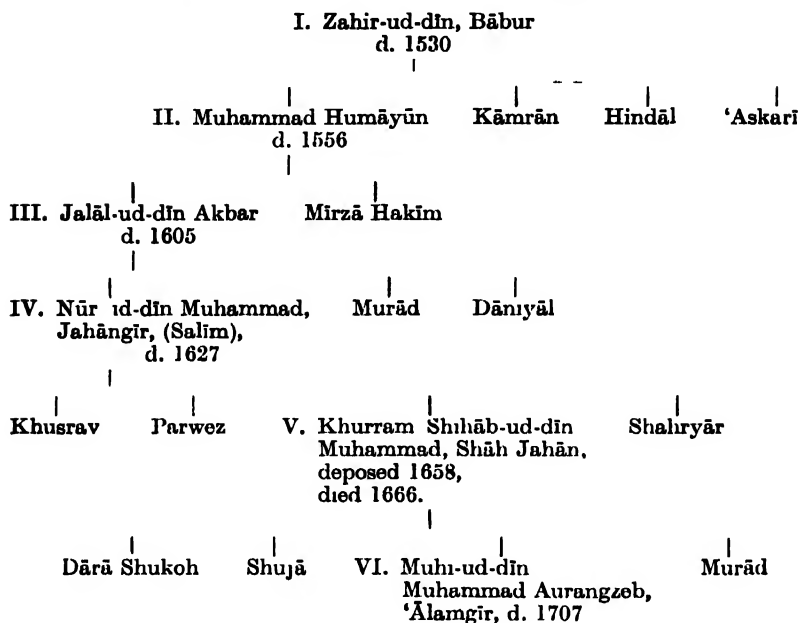 I. Zahir-ud-dīn, Bābur
d. 1530
II. Muhammad Humāyūn Kāmrān Hindāl ‘Askarī
d. 1556
III. Jalāl-ud-dīn Akbar Mīrzā Hakīm
d. 1605
IV. Nūr ud-dīn Muhammad, Murād Dānıyāl
Jahāngīr, (Salīm),
d. 1627
Khusrav Parwez V. Khurram Shıhāb-ud-dīn Shahryār
Muhammad, Shāh Jahān,
deposed 1658,
died 1666.
Dārā Shukoh Shujā VI. Muhı-ud-dīn Murād
Muhammad Aurangzeb,
‘Ālamgīr, d. 1707